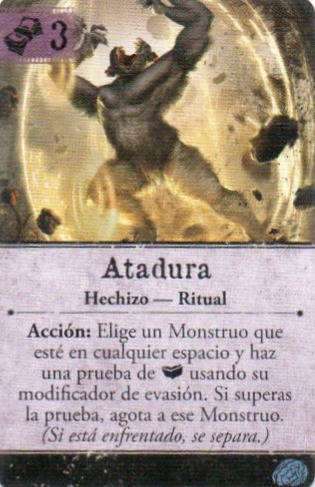 3
Atadura
Hechizo — Ritual
Acción: Elige un Monstruo que
esté en cualquier espacio y haz
una prueba de usando su
modificador de evasión. Si superas
la prueba, agota a ese Monstruo.
(Si está enfrentado, se separa.)